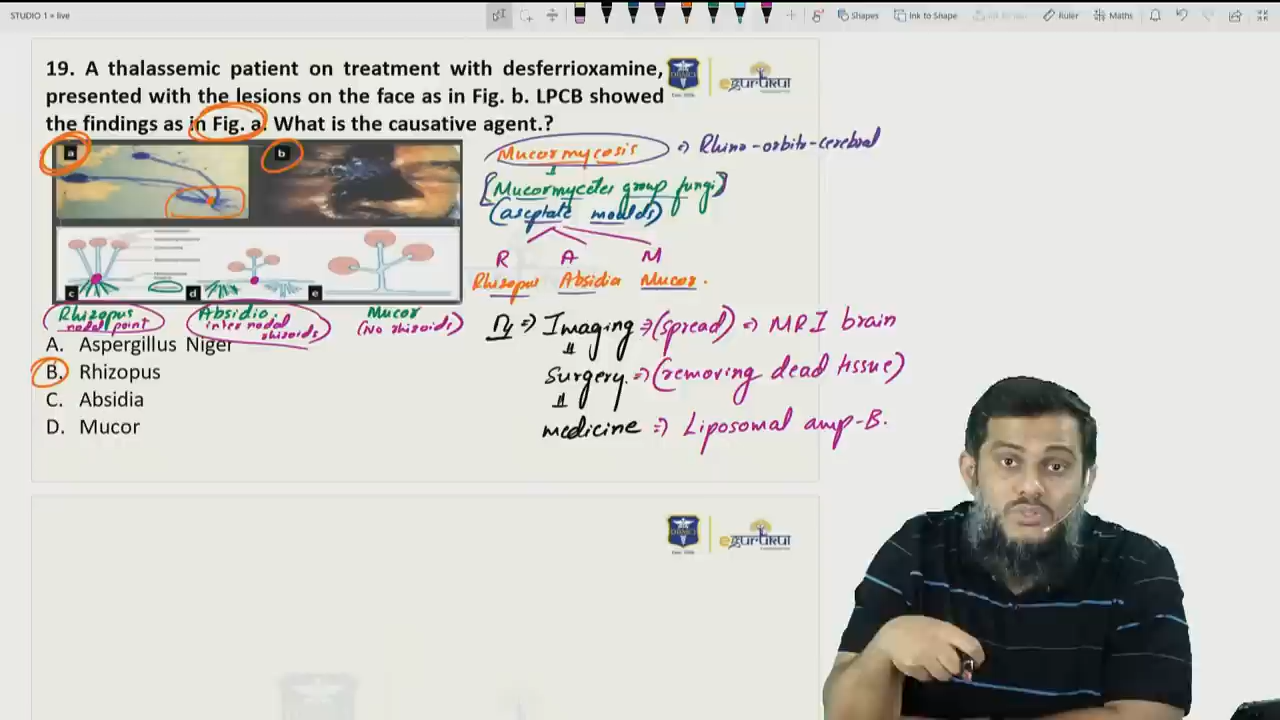 STUDIO 1 • live
Shapes
Ink to Shape
Ruler
Maths
19. A thalassemic patient on treatment with desferrioxamine,
presented with the lesions on the face as in Fig. b. LPCB showed
the findings as in Fig. a. What is the causative agent.?
DBMCI
eGurukul
a
b
c
d
e
Rhizopus
nodal point
Absidia
inter nodal
rhizoids
Mucor
(No rhizoids)
A. Aspergillus Niger
B. Rhizopus
C. Absidia
D. Mucor
Mucormycosis ⇒ Rhino-orbito-cerebral
[Mucormycetes group fungi]
(aseptate moulds)
R A M
Rhizopus Absidia Mucor.
⇒ Imaging ⇒ (spread) ⇒ MRI brain
Surgery. ⇒ (removing dead tissue)
medicine ⇒ Liposomal amp-B.
DBMCI
eGurukul